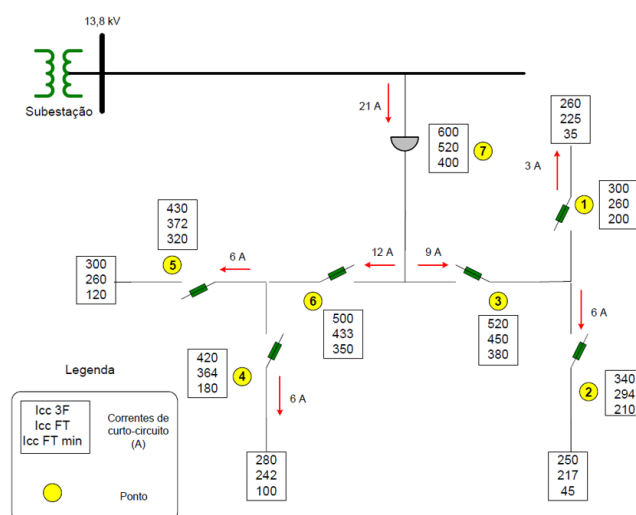 13,8 kV
Subestação
21 A
600
520
400
7
260
225
35
3 A
300
260
200
1
430
372
320
5
6 A
12 A
9 A
300
260
120
6
500
433
350
3
520
450
380
6 A
420
364
180
4
6 A
2
340
294
210
280
242
100
250
217
45
Legenda
Icc 3F
Icc FT
Icc FT min
Correntes de
curto-circuito
(A)
Ponto